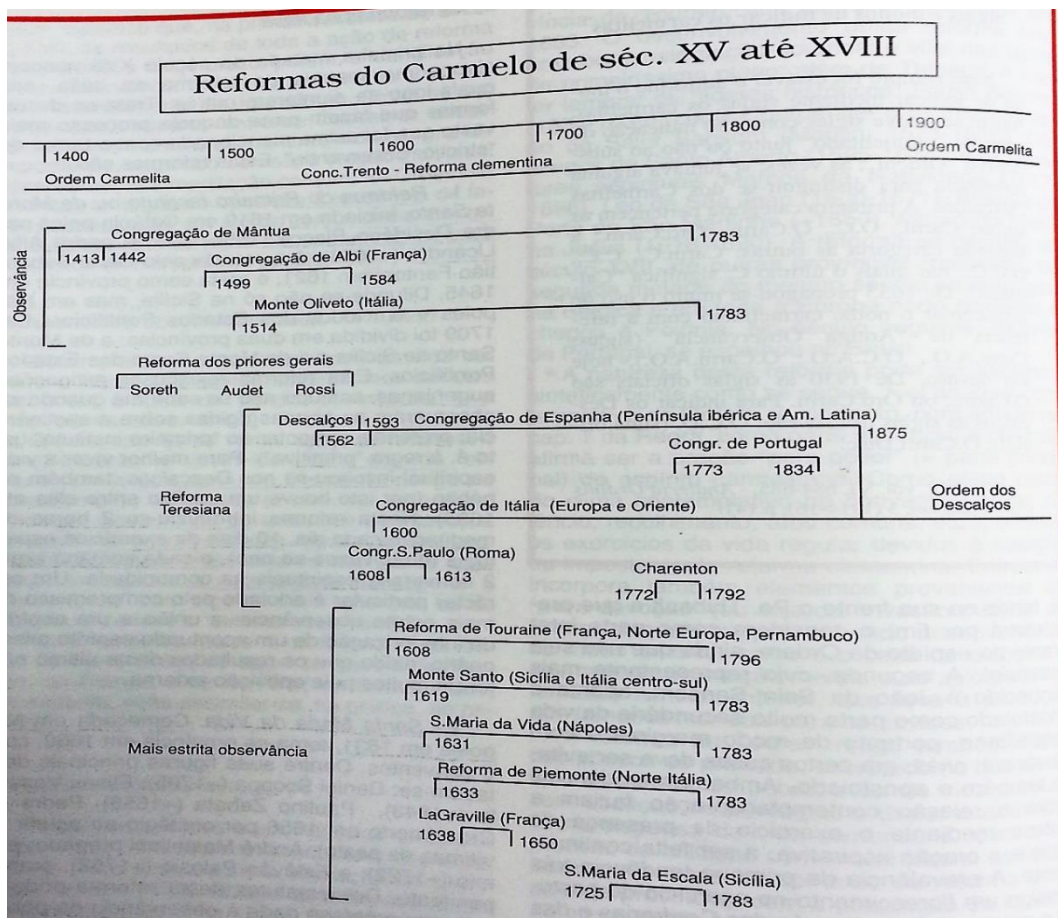 Reformas do Carmelo de séc. XV até XVIII
1400 1500 1600 1700 1800 1900
Ordem Carmelita Conc.Trento - Reforma clementina Ordem Carmelita
Observância
Congregação de Mântua
1413 1442 1783
Congregação de Albi (França)
1499 1584
Monte Oliveto (Itália)
1514 1783
Reforma dos priores gerais
Soreth Audet Rossi
Reforma
Teresiana
Descalços 1593 Congregação de Espanha (Península ibérica e Am. Latina)
1562 1875
Congr. de Portugal
1773 1834
Ordem dos
Descalços
Congregação de Itália (Europa e Oriente)
1600
Congr.S.Paulo (Roma)
1608 1613
Charenton
1772 1792
Mais estrita observância
Reforma de Touraine (França, Norte Europa, Pernambuco)
1608 1796
Monte Santo (Sicília e Itália centro-sul)
1619 1783
S.Maria da Vida (Nápoles)
1631 1783
Reforma de Piemonte (Norte Itália)
1633 1783
LaGraville (França)
1638 1650
S.Maria da Escala (Sicília)
1725 1783